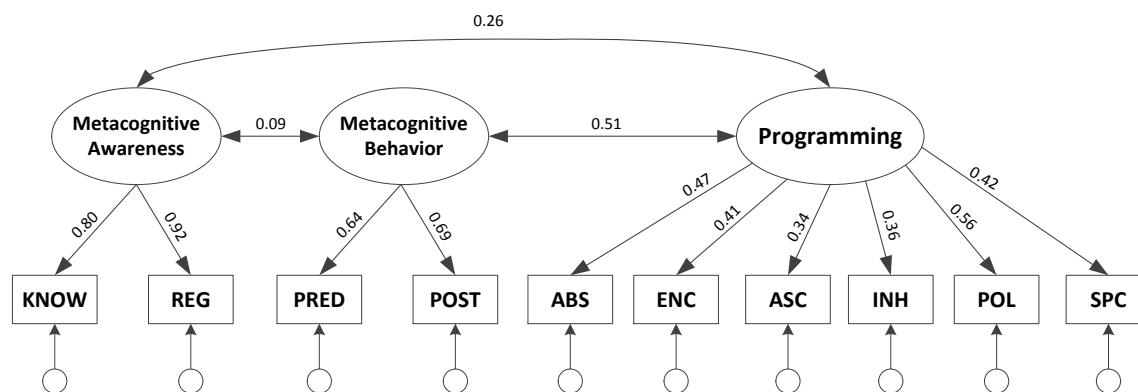 0.26
Metacognitive
Awareness
0.09
Metacognitive
Behavior
0.51
Programming
0.80
0.92
0.64
0.69
0.47
0.41
0.34
0.36
0.56
0.42
KNOW
REG
PRED
POST
ABS
ENC
ASC
INH
POL
SPC